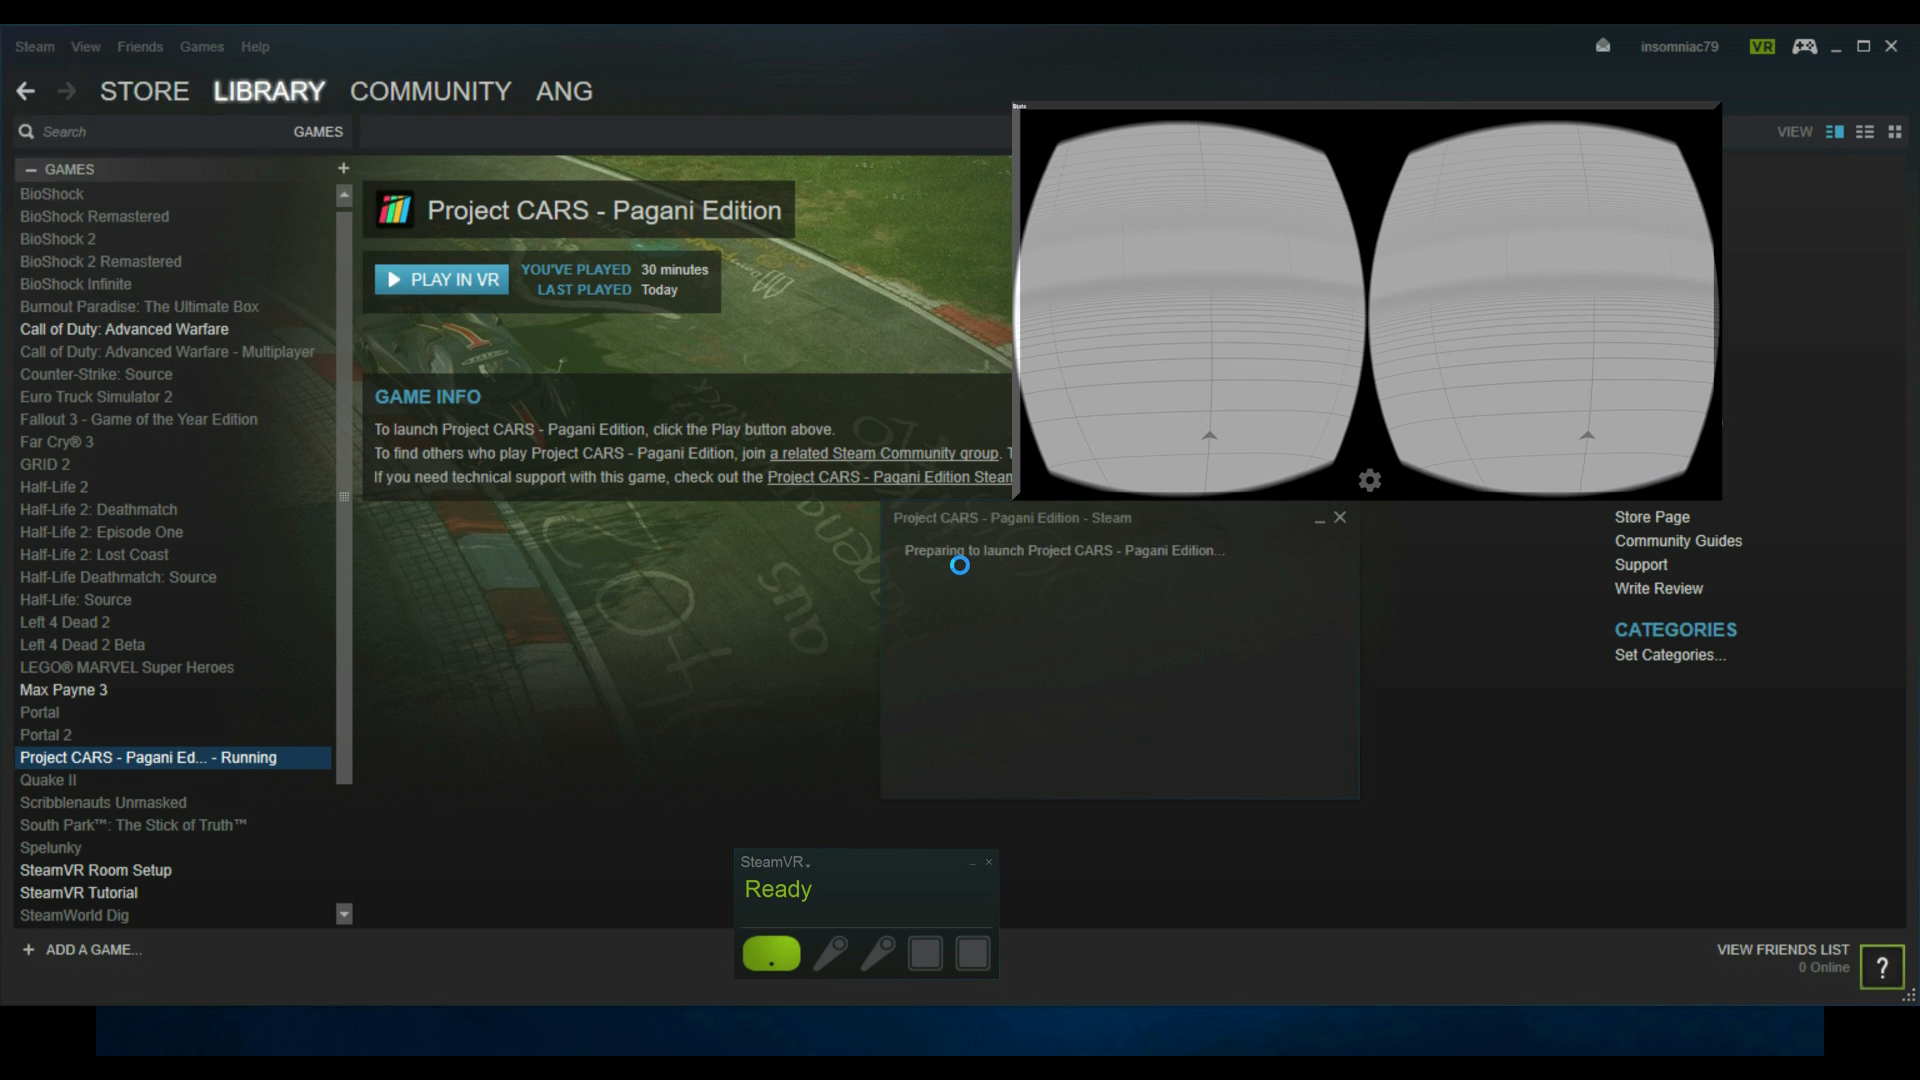 Steam View Friends Games Help
insomniac79 VR
STORE LIBRARY COMMUNITY ANG
Search GAMES
VIEW
GAMES +
BioShock
BioShock Remastered
BioShock 2
BioShock 2 Remastered
BioShock Infinite
Burnout Paradise: The Ultimate Box
Call of Duty: Advanced Warfare
Call of Duty: Advanced Warfare - Multiplayer
Counter-Strike: Source
Euro Truck Simulator 2
Fallout 3 - Game of the Year Edition
Far Cry® 3
GRID 2
Half-Life 2
Half-Life 2: Deathmatch
Half-Life 2: Episode One
Half-Life 2: Lost Coast
Half-Life Deathmatch: Source
Half-Life: Source
Left 4 Dead 2
Left 4 Dead 2 Beta
LEGO® MARVEL Super Heroes
Max Payne 3
Portal
Portal 2
Project CARS - Pagani Ed... - Running
Quake II
Scribblenauts Unmasked
South Park™: The Stick of Truth™
Spelunky
SteamVR Room Setup
SteamVR Tutorial
SteamWorld Dig
+ ADD A GAME...
Project CARS - Pagani Edition
PLAY IN VR
YOU'VE PLAYED 30 minutes
LAST PLAYED Today
GAME INFO
To launch Project CARS - Pagani Edition, click the Play button above.
To find others who play Project CARS - Pagani Edition, join a related Steam Community group. T
If you need technical support with this game, check out the Project CARS - Pagani Edition Steam
Stats
Project CARS - Pagani Edition - Steam
Preparing to launch Project CARS - Pagani Edition...
Store Page
Community Guides
Support
Write Review
CATEGORIES
Set Categories...
SteamVR
Ready
VIEW FRIENDS LIST
0 Online
?